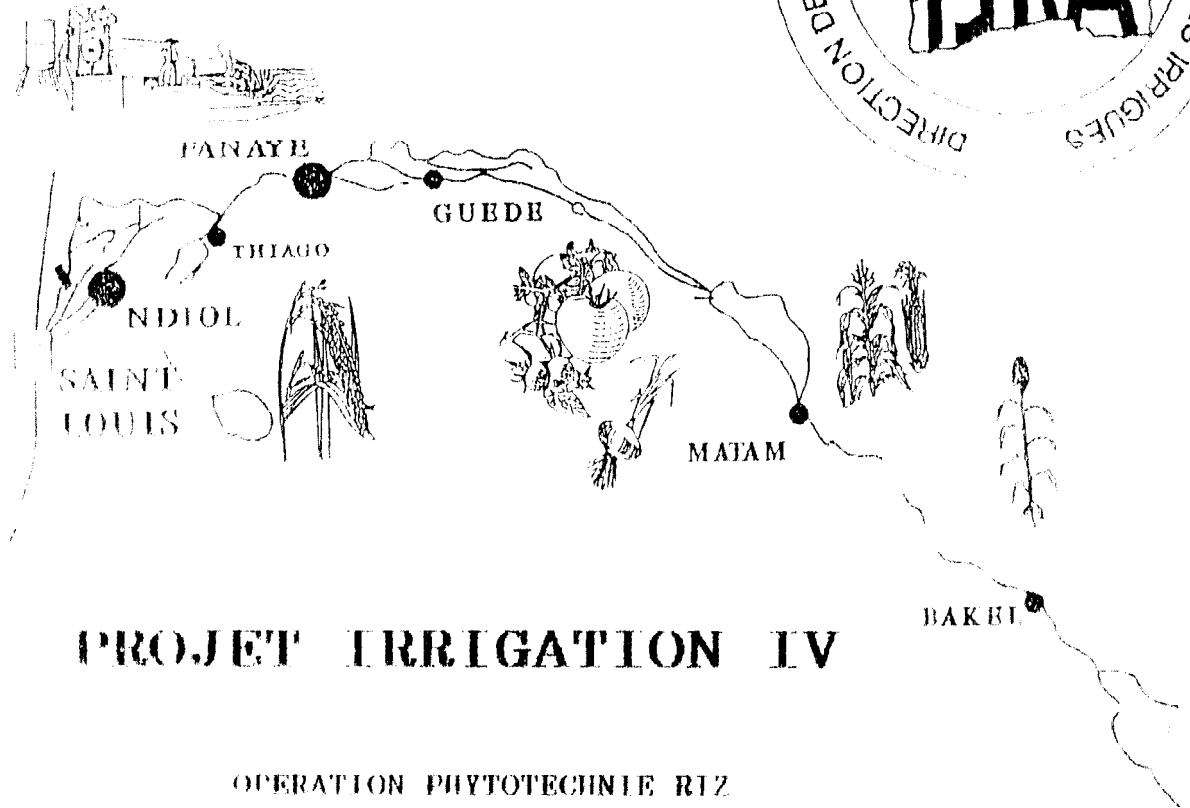 DIRECTION DE
IRRIGUES
FANAYE
GUEDE
THIAGO
NDIOL
SAINT
LOUIS
MATAM
BAKEL
PROJET IRRIGATION IV
OPERATION PHYTOTECHNIE RIZ